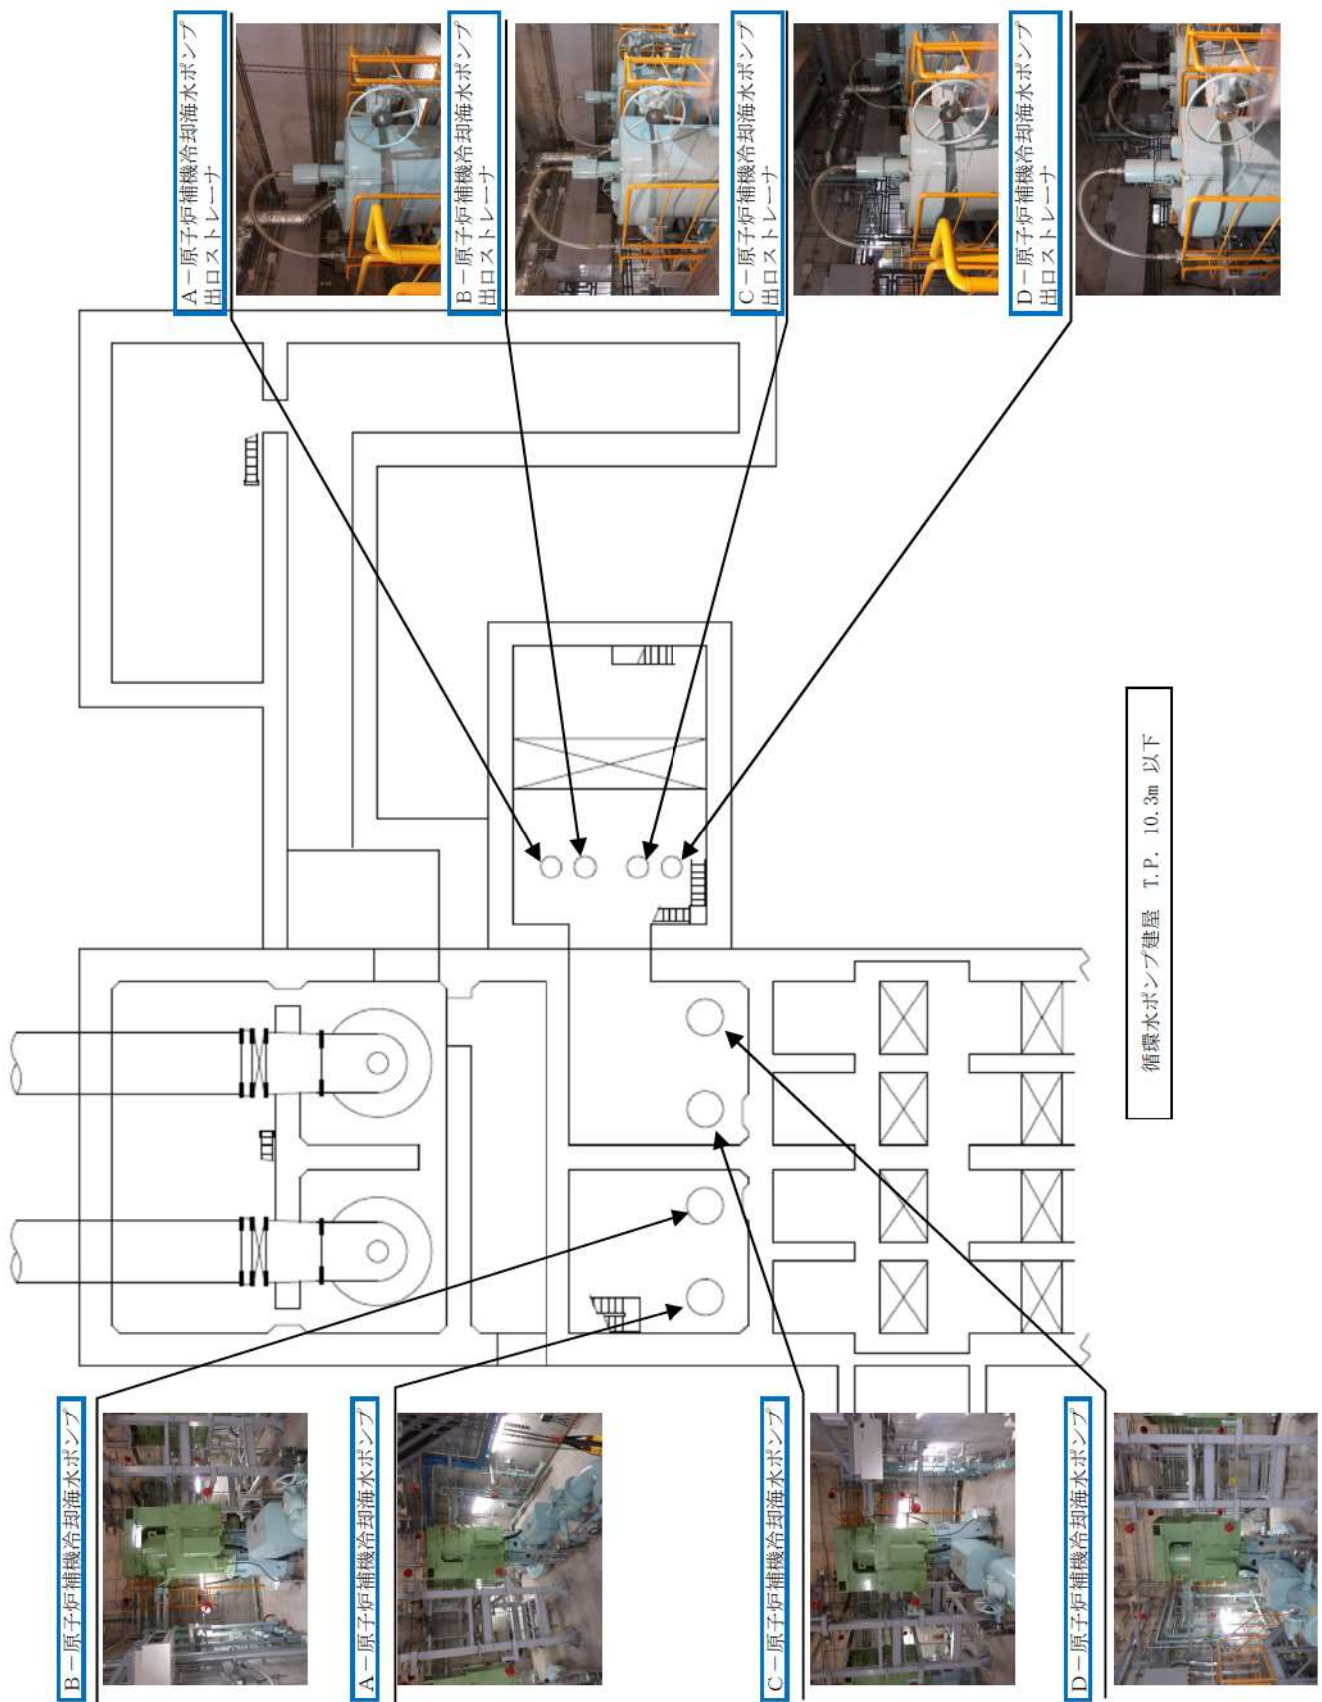 A－原子炉補機冷却海水ポンプ
出口ストレーナ
B－原子炉補機冷却海水ポンプ
出口ストレーナ
C－原子炉補機冷却海水ポンプ
出口ストレーナ
D－原子炉補機冷却海水ポンプ
出口ストレーナ
B－原子炉補機冷却海水ポンプ
A－原子炉補機冷却海水ポンプ
C－原子炉補機冷却海水ポンプ
D－原子炉補機冷却海水ポンプ
循環水ポンプ建屋 T.P. 10.3m 以下